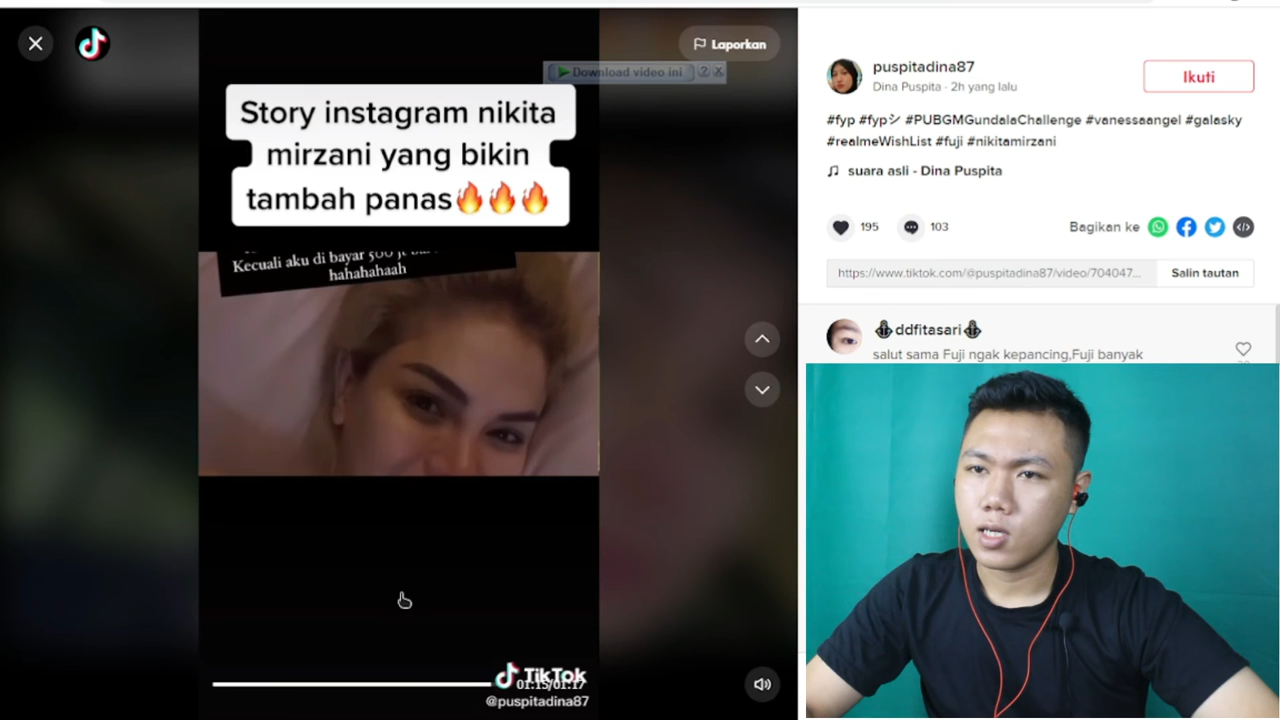 Laporkan
Download video ini
Story instagram nikita
mirzani yang bikin
tambah panas🔥🔥🔥
Kecuali aku di bayar 500 jt
hahahahaah
TikTok
01:15/01:17
@puspitadina87
puspitadina87
Dina Puspita · 2h yang lalu 
Ikuti
#fyp #fypシ #PUBGMGundalaChallenge #vanessaangel #galasky
#realmeWishList #fuji #nikitamirzani
suara asli - Dina Puspita
195
103
Bagikan ke
https://www.tiktok.com/@puspitadina87/video/704047...
Salin tautan
ddfitasari
salut sama Fuji ngak kepancing,Fuji banyak